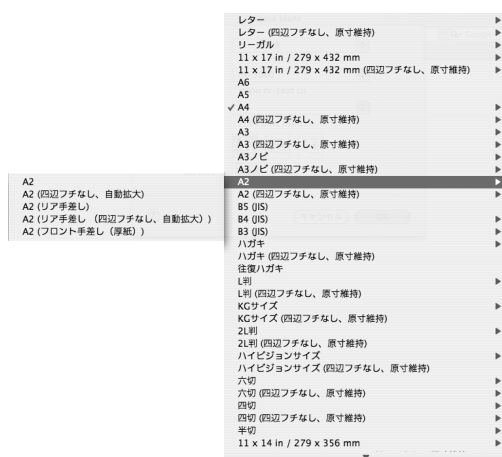 レター
レター (四辺フチなし、原寸維持)
リーガル
11 x 17 in / 279 x 432 mm
11 x 17 in / 279 x 432 mm (四辺フチなし、原寸維持)
A6
A5
✓ A4
A4 (四辺フチなし、原寸維持)
A3
A3 (四辺フチなし、原寸維持)
A3ノビ
A3ノビ (四辺フチなし、原寸維持)
A2
A2 (四辺フチなし、原寸維持)
B5 (JIS)
B4 (JIS)
B3 (JIS)
ハガキ
ハガキ (四辺フチなし、原寸維持)
往復ハガキ
L判
L判 (四辺フチなし、原寸維持)
KGサイズ
KGサイズ (四辺フチなし、原寸維持)
2L判
2L判 (四辺フチなし、原寸維持)
ハイビジョンサイズ
ハイビジョンサイズ (四辺フチなし、原寸維持)
六切
六切 (四辺フチなし、原寸維持)
四切
四切 (四辺フチなし、原寸維持)
半切
11 x 14 in / 279 x 356 mm
A2
A2 (四辺フチなし、自動拡大)
A2 (リア手差し)
A2 (リア手差し (四辺フチなし、自動拡大))
A2 (フロント手差し (厚紙))
キャンセル